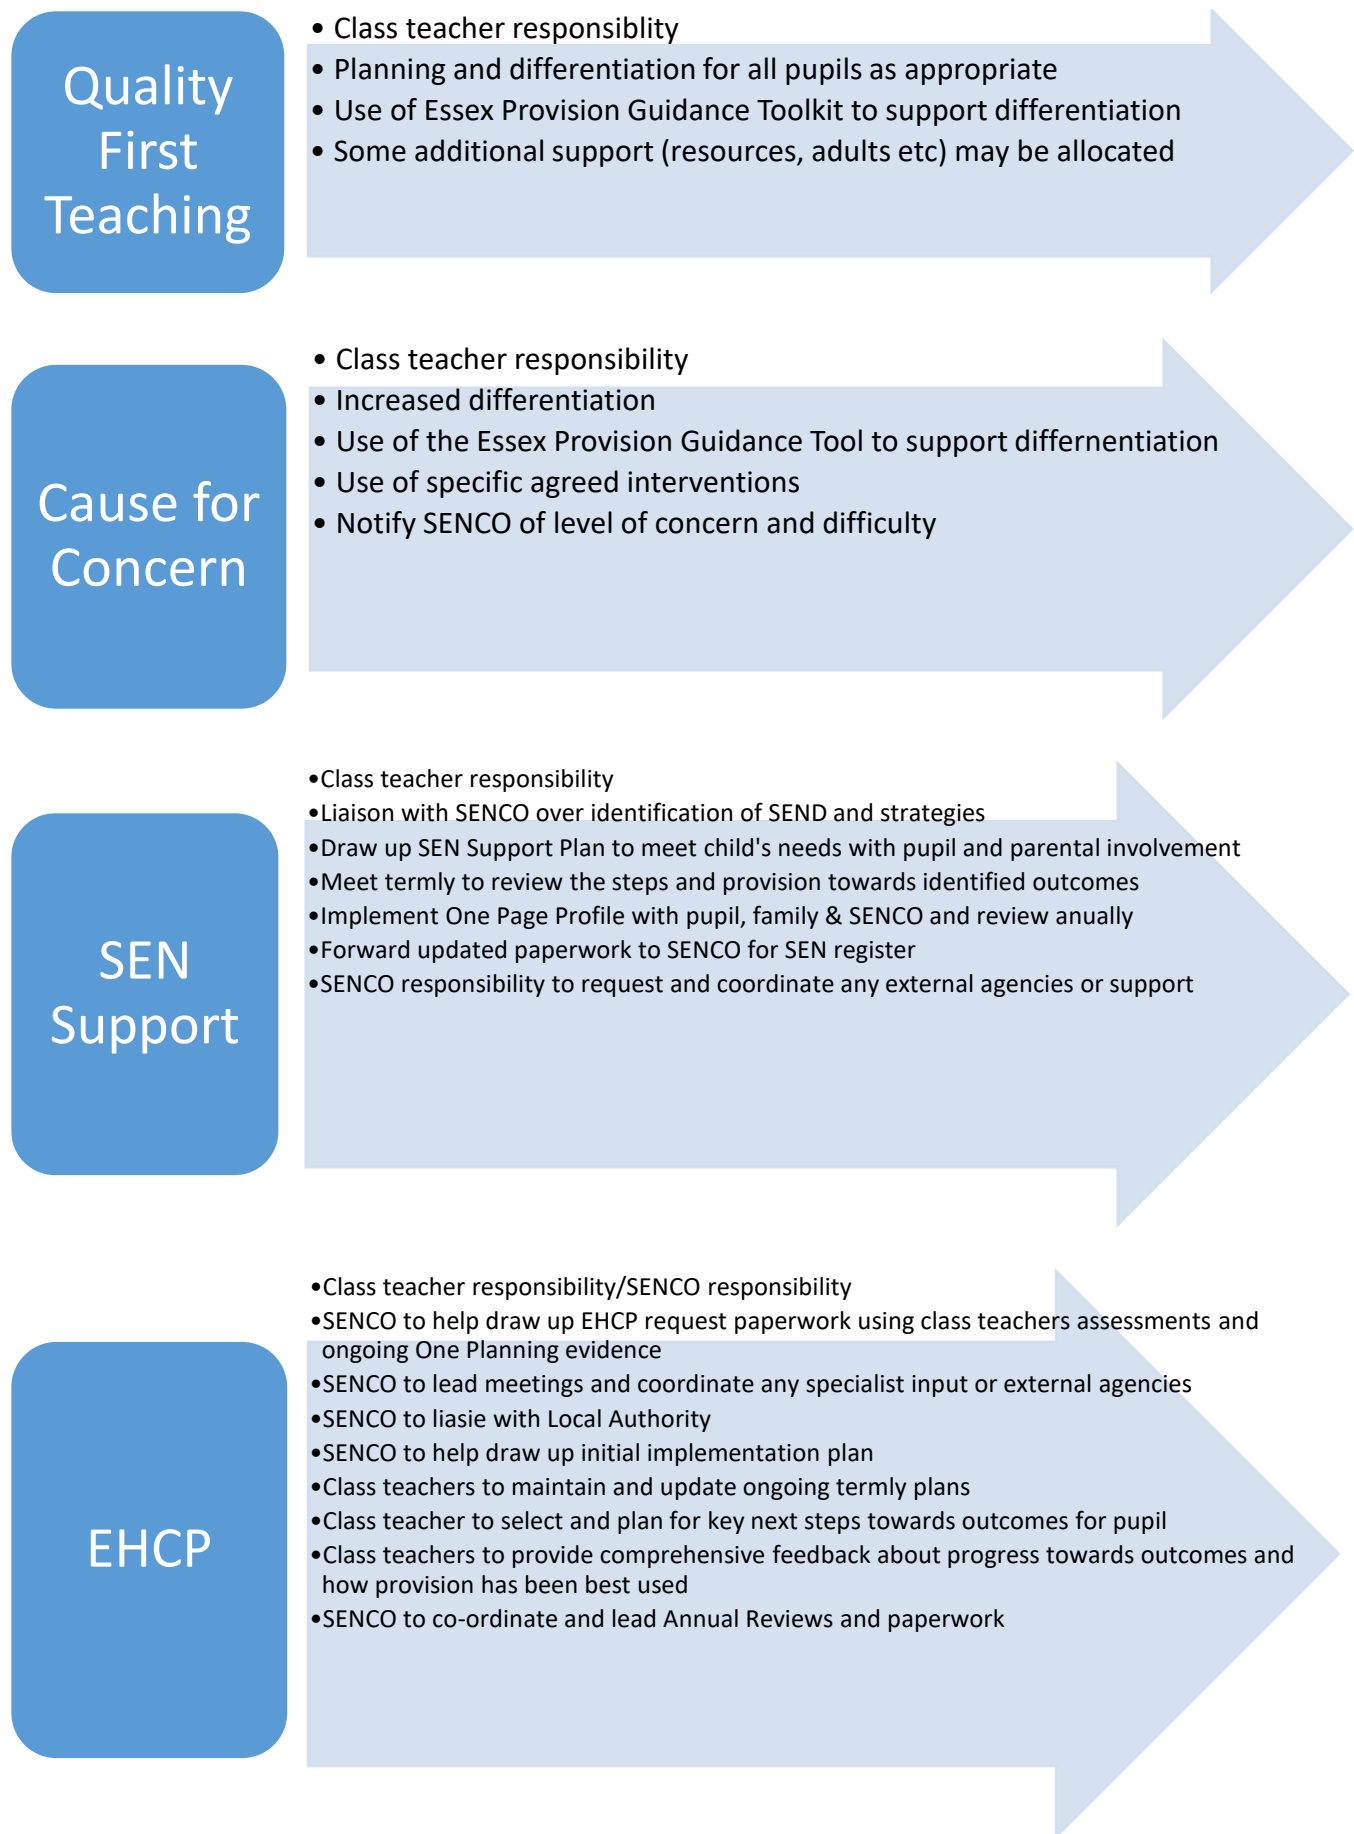 Quality
First
Teaching
• Class teacher responsiblity
• Planning and differentiation for all pupils as appropriate
• Use of Essex Provision Guidance Toolkit to support differentiation
• Some additional support (resources, adults etc) may be allocated
Cause for
Concern
• Class teacher responsibility
• Increased differentiation
• Use of the Essex Provision Guidance Tool to support differnentiation
• Use of specific agreed interventions
• Notify SENCO of level of concern and difficulty
SEN
Support
•Class teacher responsibility
•Liaison with SENCO over identification of SEND and strategies
•Draw up SEN Support Plan to meet child's needs with pupil and parental involvement
•Meet termly to review the steps and provision towards identified outcomes
•Implement One Page Profile with pupil, family & SENCO and review anually
•Forward updated paperwork to SENCO for SEN register
•SENCO responsibility to request and coordinate any external agencies or support
EHCP
•Class teacher responsibility/SENCO responsibility
•SENCO to help draw up EHCP request paperwork using class teachers assessments and
ongoing One Planning evidence
•SENCO to lead meetings and coordinate any specialist input or external agencies
•SENCO to liasie with Local Authority
•SENCO to help draw up initial implementation plan
•Class teachers to maintain and update ongoing termly plans
•Class teacher to select and plan for key next steps towards outcomes for pupil
•Class teachers to provide comprehensive feedback about progress towards outcomes and
how provision has been best used
•SENCO to co-ordinate and lead Annual Reviews and paperwork